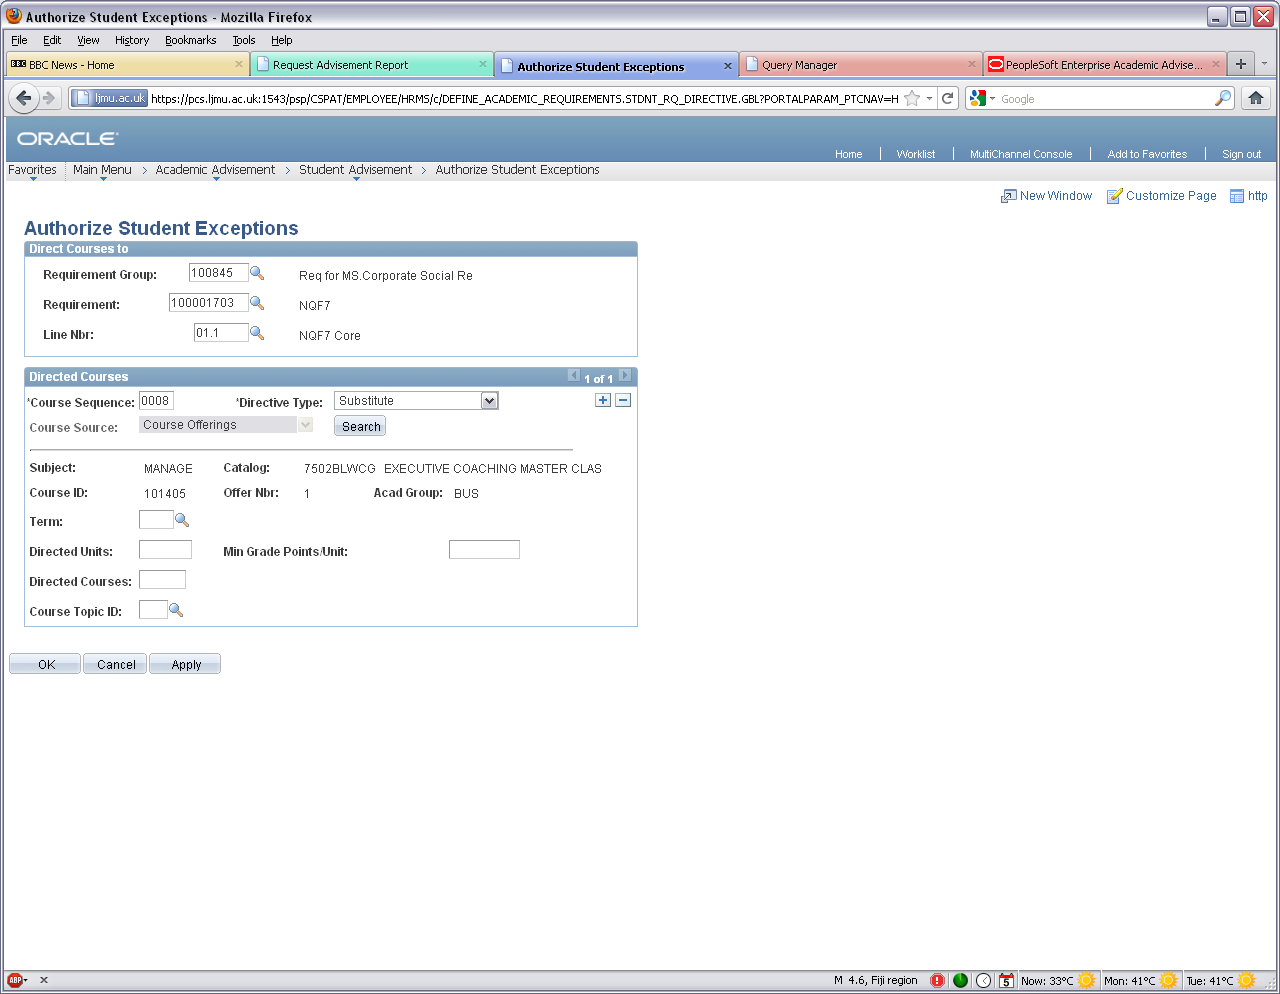 Authorize Student Exceptions - Mozilla Firefox
File Edit View History Bookmarks Tools Help
BBC BBC News - Home × Request Advisement Report × Authorize Student Exceptions × Query Manager × PeopleSoft Enterprise Academic Advise... × +
ljmu.ac.uk https://pcs.ljmu.ac.uk:1543/psp/CSPAT/EMPLOYEE/HRMS/c/DEFINE_ACADEMIC_REQUIREMENTS.STDNT_RQ_DIRECTIVE.GBL?PORTALPARAM_PTCNAV=H Google
ORACLE
Home Worklist MultiChannel Console Add to Favorites Sign out
Favorites Main Menu > Academic Advisement > Student Advisement > Authorize Student Exceptions
New Window Customize Page http
Authorize Student Exceptions
Direct Courses to
Requirement Group: 100845 Req for MS.Corporate Social Re
Requirement: 100001703 NQF7
Line Nbr: 01.1 NQF7 Core
Directed Courses 1 of 1
*Course Sequence: 0008 *Directive Type: Substitute + −
Course Source: Course Offerings Search
Subject: MANAGE Catalog: 7502BLWCG EXECUTIVE COACHING MASTER CLAS
Course ID: 101405 Offer Nbr: 1 Acad Group: BUS
Term:
Directed Units: Min Grade Points/Unit:
Directed Courses:
Course Topic ID:
OK Cancel Apply
ABP × M 4.6, Fiji region 5 Now: 33°C Mon: 41°C Tue: 41°C